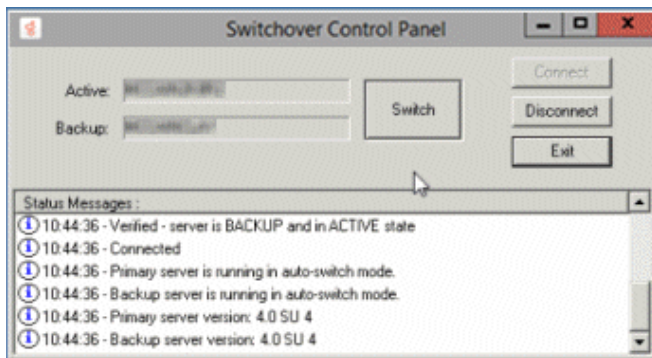 Switchover Control Panel
Active:
Backup:
Switch
Connect
Disconnect
Exit
Status Messages :
10:44:36 - Verified - server is BACKUP and in ACTIVE state
10:44:36 - Connected
10:44:36 - Primary server is running in auto-switch mode.
10:44:36 - Backup server is running in auto-switch mode.
10:44:36 - Primary server version: 4.0 SU 4
10:44:36 - Backup server version: 4.0 SU 4